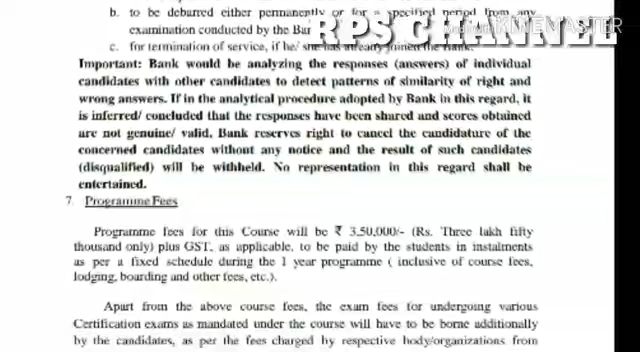 b. to be debarred either permanently or for a specified period from any
RPS CHANNEL
KINEMASTER
examination conducted by the Bar
c. for termination of service, if he/ she has already joined the Bank.
Important: Bank would be analyzing the responses (answers) of individual
candidates with other candidates to detect patterns of similarity of right and
wrong answers. If in the analytical procedure adopted by Bank in this regard, it
is inferred/ concluded that the responses have been shared and scores obtained
are not genuine/ valid, Bank reserves right to cancel the candidature of the
concerned candidates without any notice and the result of such candidates
(disqualified) will be withheld. No representation in this regard shall be
entertained.
7. Programme Fees
Programme fees for this Course will be ₹ 3,50,000/- (Rs. Three lakh fifty
thousand only) plus GST, as applicable, to be paid by the students in instalments
as per a fixed schedule during the 1 year programme ( inclusive of course fees,
lodging, boarding and other fees, etc.).
Apart from the above course fees, the exam fees for undergoing various
Certification exams as mandated under the course will have to be borne additionally
by the candidates, as per the fees charged by respective body/organizations from